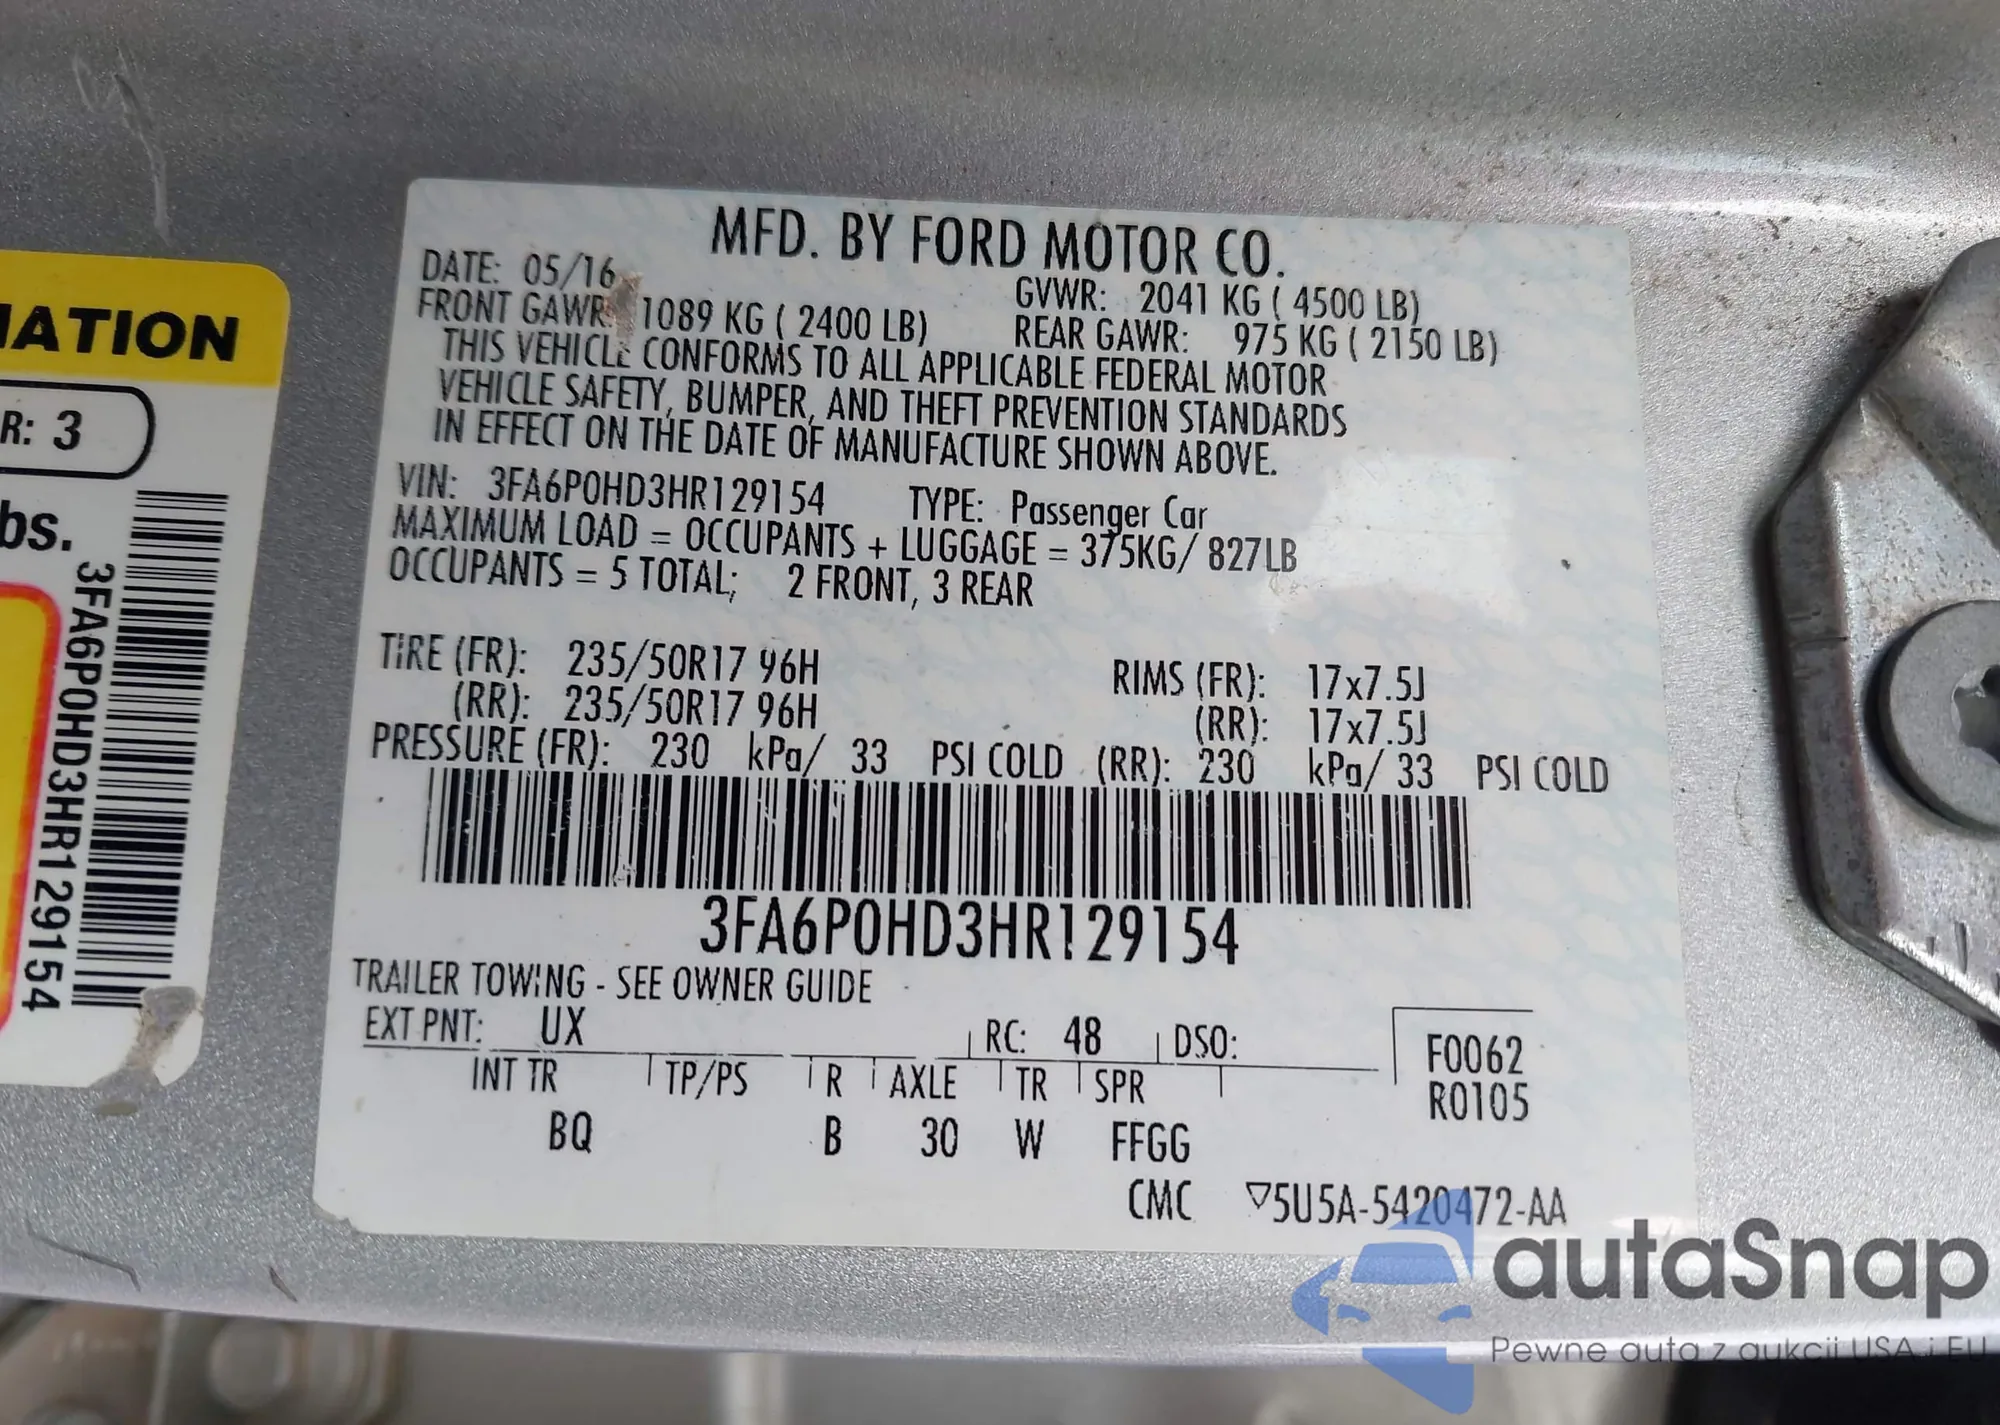 MFD. BY FORD MOTOR CO.
DATE: 05/16
GVWR: 2041 KG ( 4500 LB)
FRONT GAWR: 1089 KG ( 2400 LB)
REAR GAWR: 975 KG ( 2150 LB)
THIS VEHICLE CONFORMS TO ALL APPLICABLE FEDERAL MOTOR
VEHICLE SAFETY, BUMPER, AND THEFT PREVENTION STANDARDS
IN EFFECT ON THE DATE OF MANUFACTURE SHOWN ABOVE.
VIN: 3FA6P0HD3HR129154 TYPE: Passenger Car
MAXIMUM LOAD = OCCUPANTS + LUGGAGE = 375KG/ 827LB
OCCUPANTS = 5 TOTAL; 2 FRONT, 3 REAR
TIRE (FR): 235/50R17 96H RIMS (FR): 17x7.5J
(RR): 235/50R17 96H (RR): 17x7.5J
PRESSURE (FR): 230 kPa/ 33 PSI COLD (RR): 230 kPa/ 33 PSI COLD
3FA6P0HD3HR129154
TRAILER TOWING - SEE OWNER GUIDE
EXT PNT: UX RC: 48 DSO:
F0062
INT TR TP/PS R AXLE TR SPR
R0105
BQ B 30 W FFGG
CMC ▽5U5A-5420472-AA
IATION
R: 3
bs.
3FA6P0HD3HR129154
autaSnap
Pewne auta z aukcji USA i EU